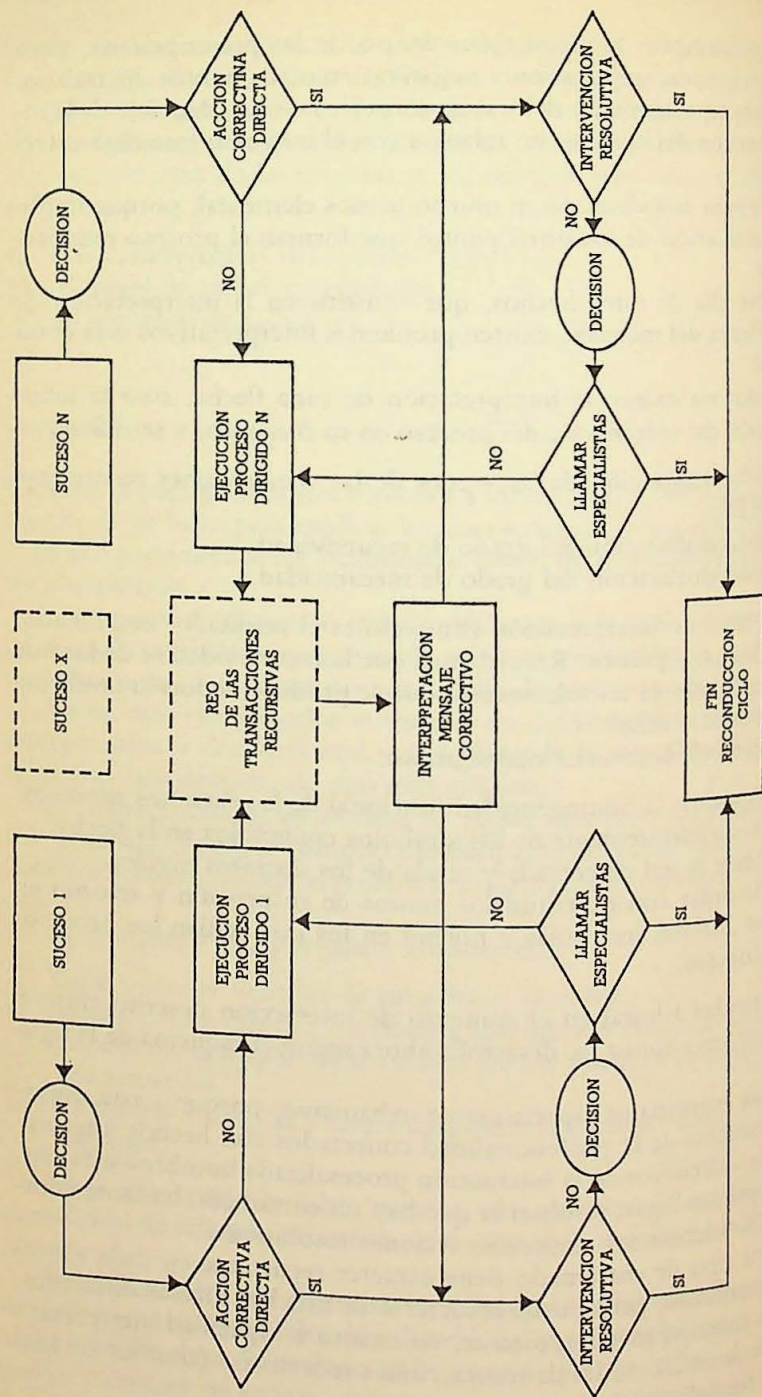 DECISION
SUCESO 1
SUCESO X
SUCESO N
DECISION
ACCION
CORRECTIVA
DIRECTA
NO
SI
EJECUCION
PROCESO
DIRIGIDO 1
REO
DE LAS
TRANSACCIONES
RECURSIVAS
EJECUCION
PROCESO
DIRIGIDO N
NO
ACCION
CORRECTINA
DIRECTA
SI
INTERPRETACION
MENSAJE
CORRECTIVO
INTERVENCION
RESOLUTIVA
NO
SI
DECISION
LLAMAR
ESPECIALISTAS
NO
SI
LLAMAR
ESPECIALISTAS
NO
SI
DECISION
NO
INTERVENCION
RESOLUTIVA
SI
FIN
RECONDUCCION
CICLO